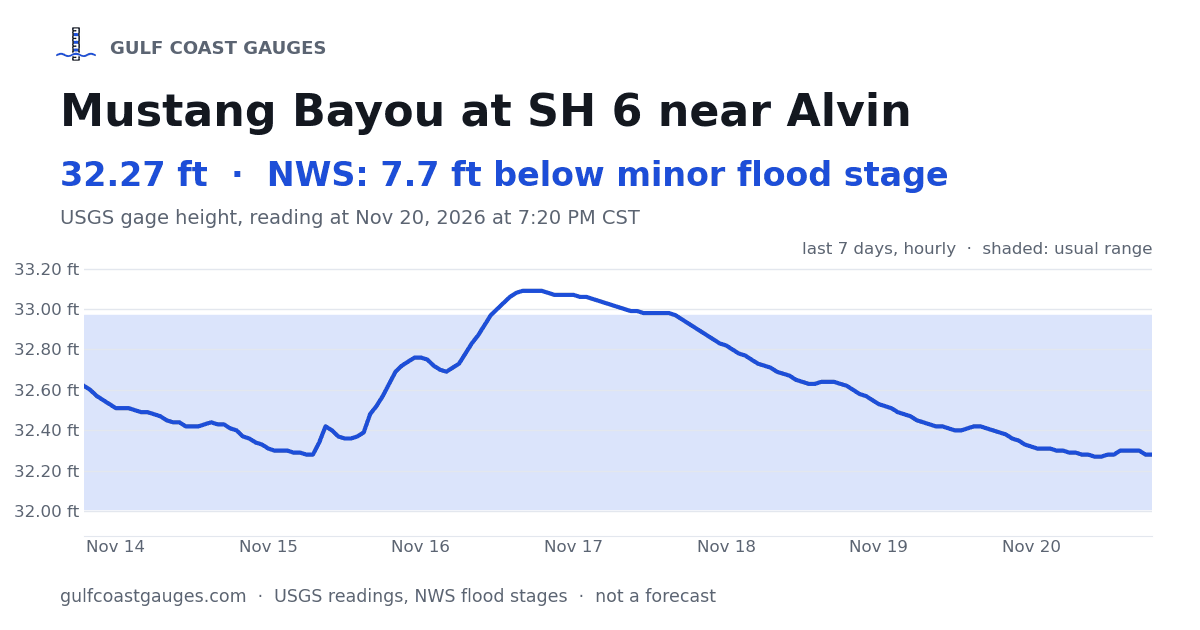 GULF COAST GAUGES
Mustang Bayou at SH 6 near Alvin
32.27 ft · NWS: 7.7 ft below minor flood stage
USGS gage height, reading at Nov 20, 2026 at 7:20 PM CST
last 7 days, hourly · shaded: usual range
33.20 ft
33.00 ft
32.80 ft
32.60 ft
32.40 ft
32.20 ft
32.00 ft
Nov 14 Nov 15 Nov 16 Nov 17 Nov 18 Nov 19 Nov 20
gulfcoastgauges.com · USGS readings, NWS flood stages · not a forecast